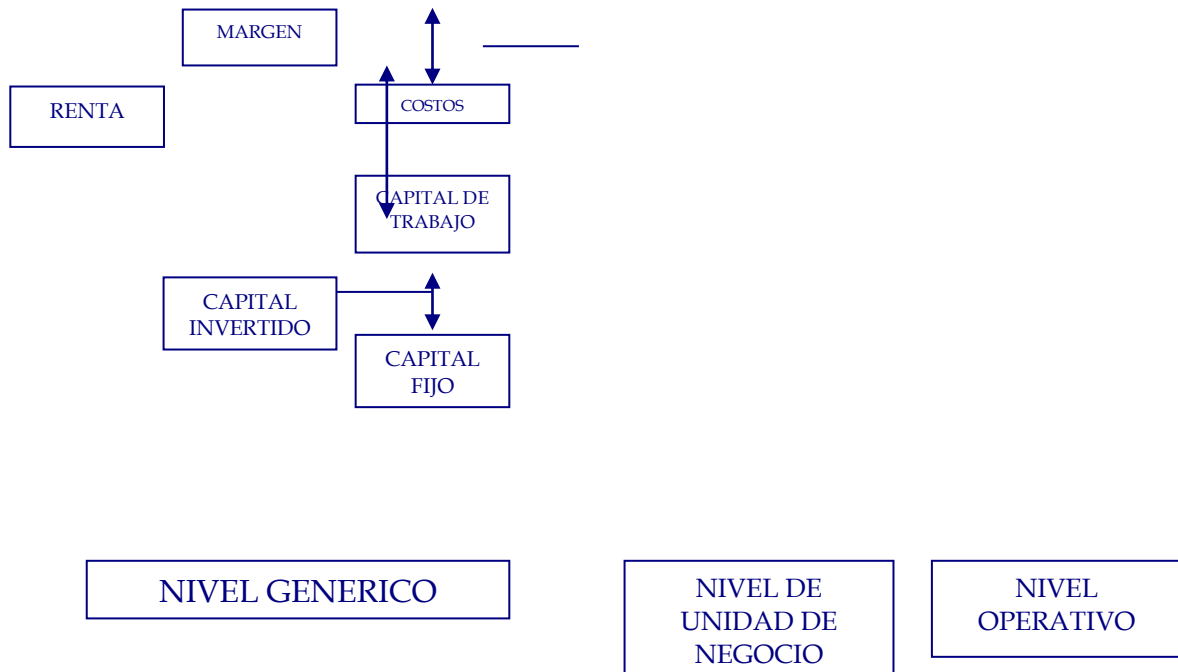 MARGEN
RENTA
COSTOS
CAPITAL DE
TRABAJO
CAPITAL
INVERTIDO
CAPITAL
FIJO
NIVEL GENERICO
NIVEL DE
UNIDAD DE
NEGOCIO
NIVEL
OPERATIVO